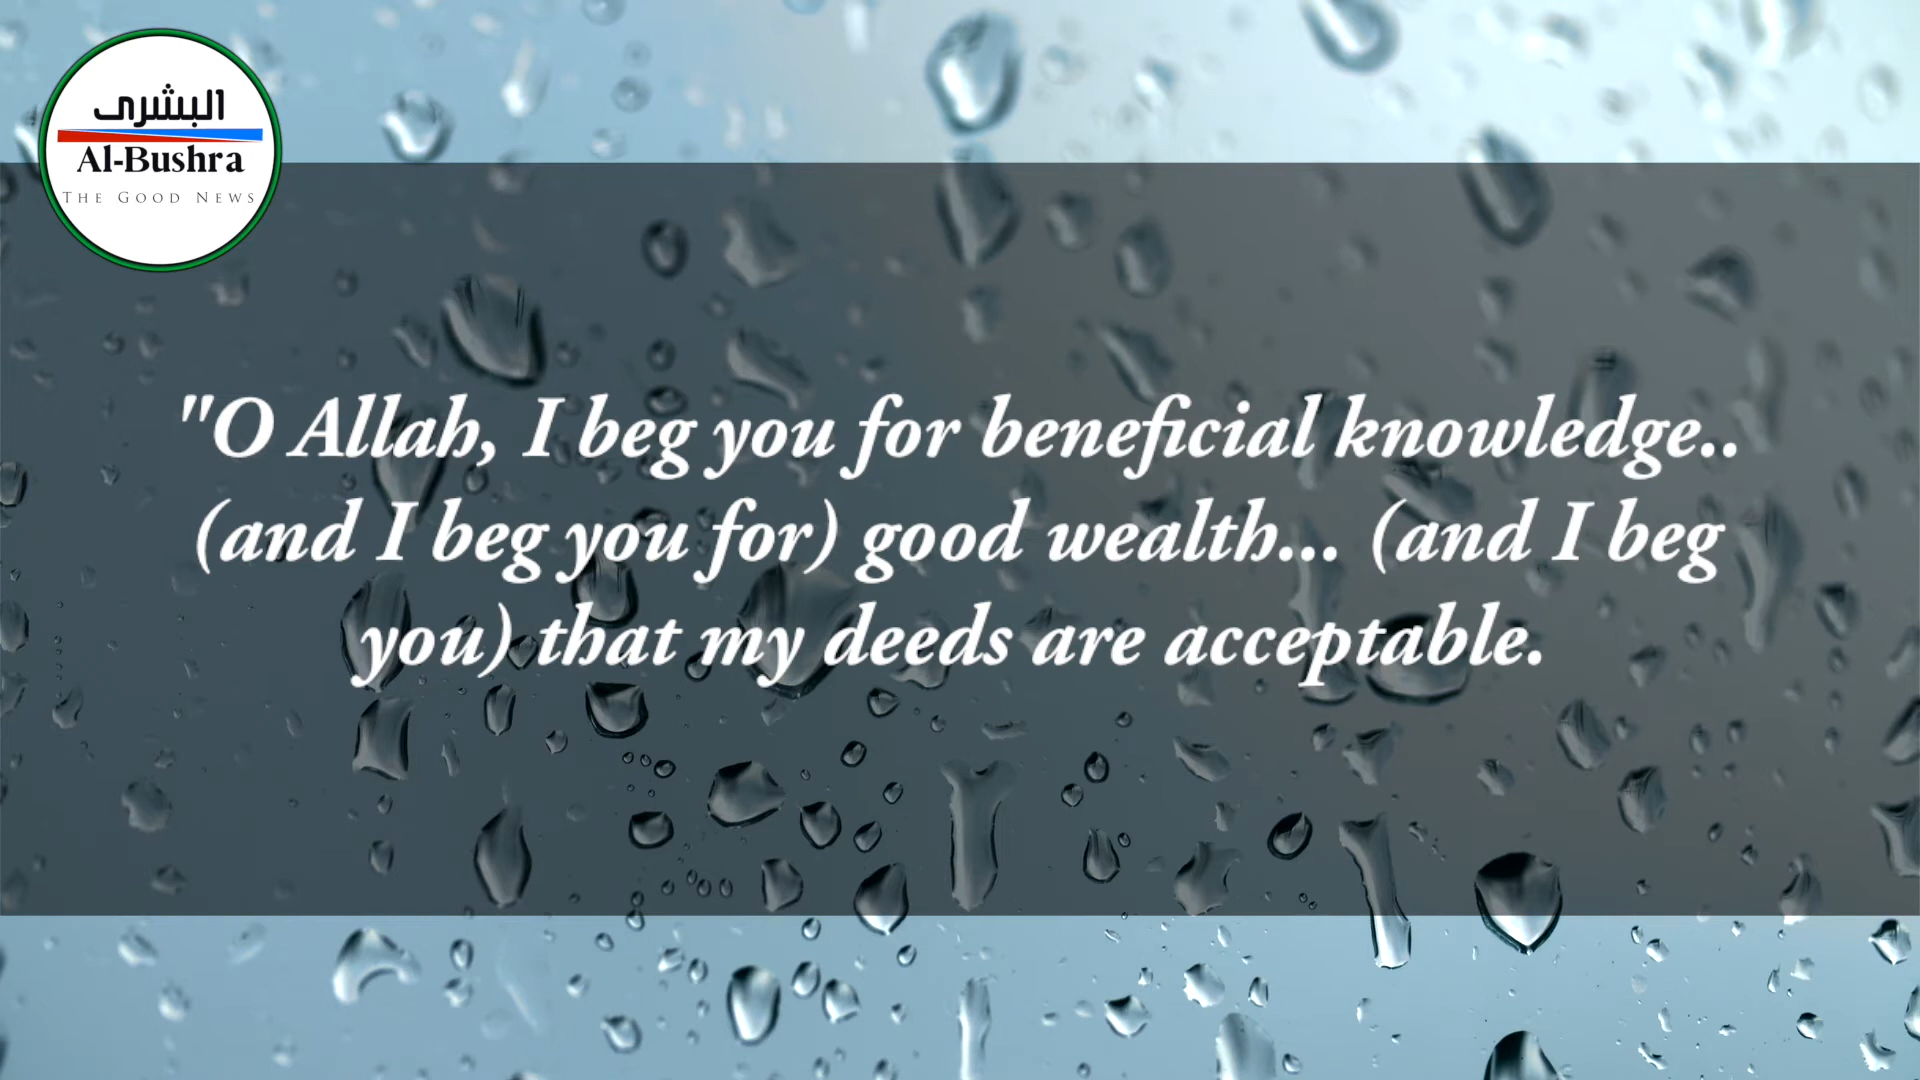 البشرى
Al-Bushra
THE GOOD NEWS
"O Allah, I beg you for beneficial knowledge..
(and I beg you for) good wealth... (and I beg
you) that my deeds are acceptable.